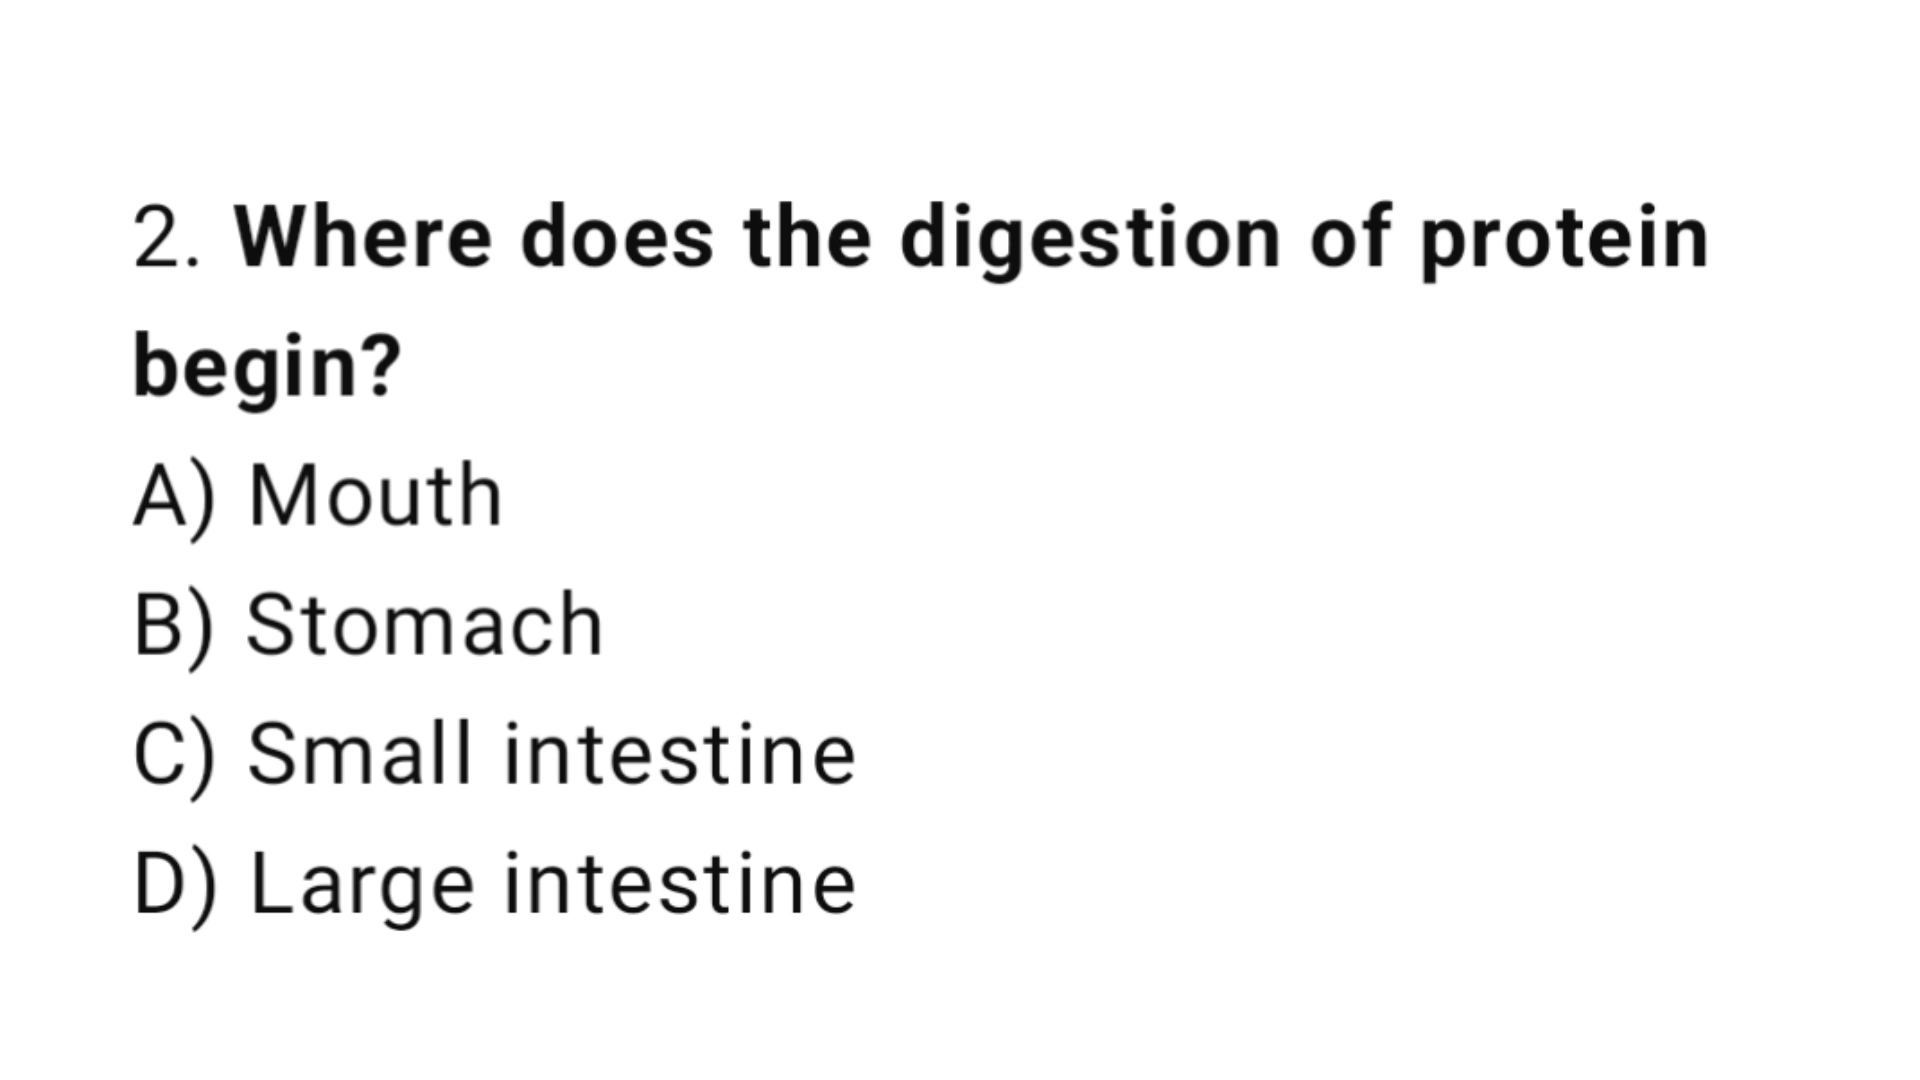 2. Where does the digestion of protein
begin?
A) Mouth
B) Stomach
C) Small intestine
D) Large intestine